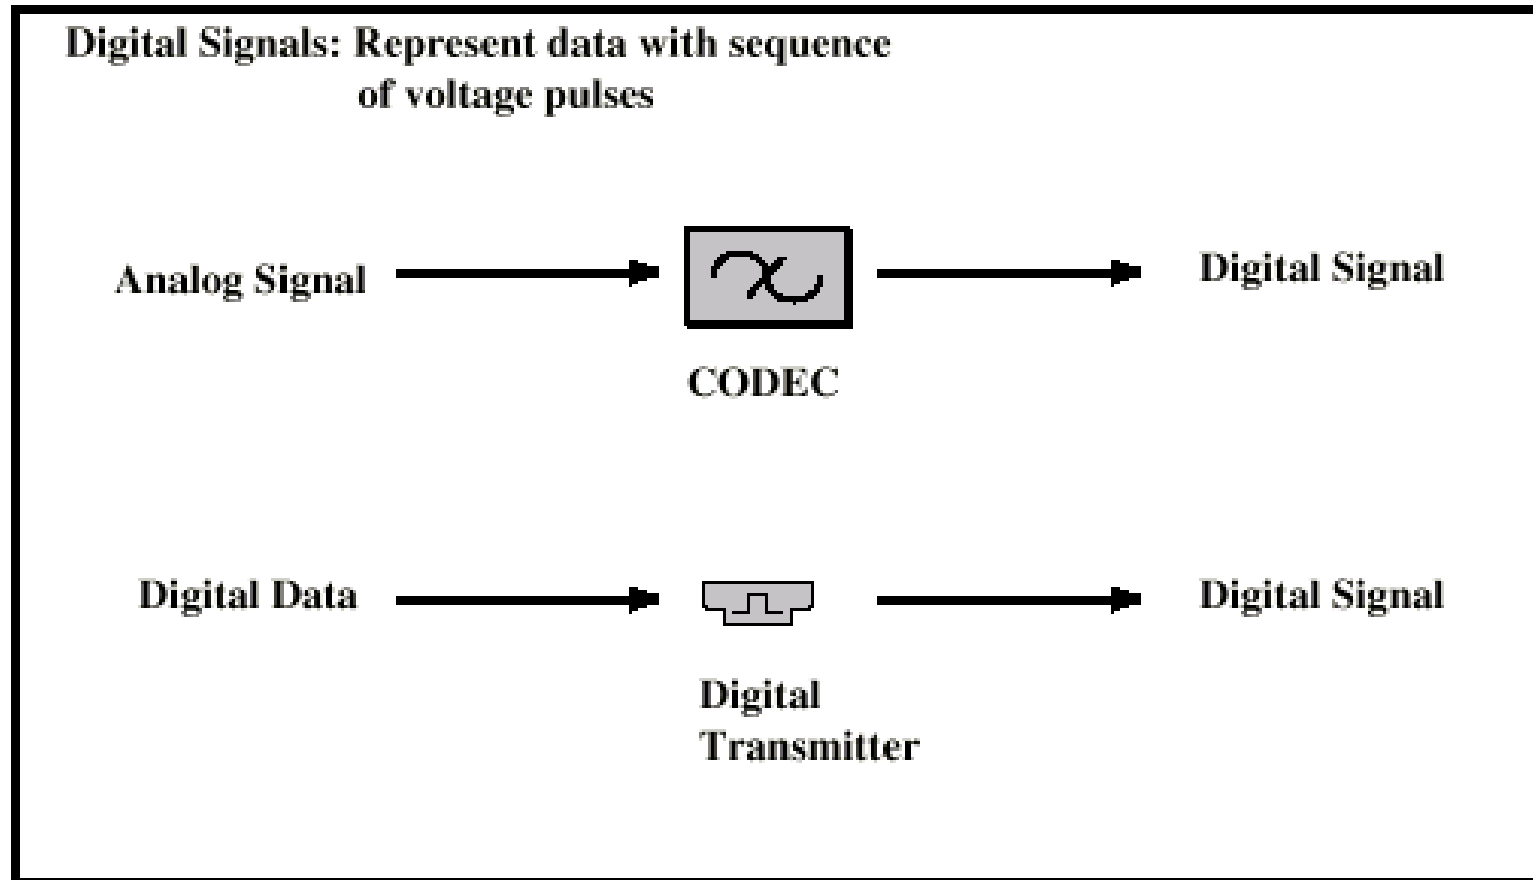 Digital Signals: Represent data with sequence
of voltage pulses
Analog Signal
Digital Signal
CODEC
Digital Data
Digital Signal
Digital
Transmitter